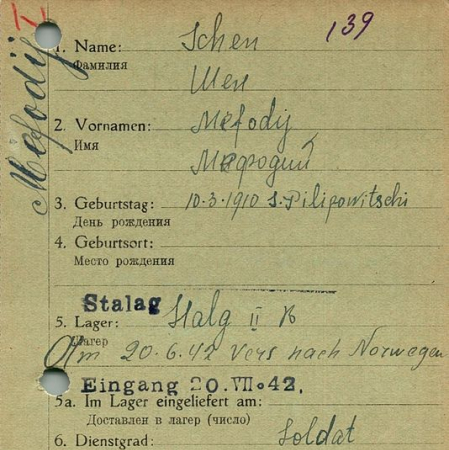 139
Mefodij
1. Name: Schen
Фамилия
Шен
2. Vornamen: Mefodij
Имя
Мефодий
3. Geburtstag: 10.3.1910 S. Pilipowitschi
День рождения
4. Geburtsort:
Место рождения
Stalag
5. Lager: Stalg II B
Лагерь
Am 20.6.42 Vers nach Norwegen
Eingang 20.VII.42.
5a. Im Lager eingeliefert am:
Доставлен в лагерь (число)
6. Dienstgrad: Soldat